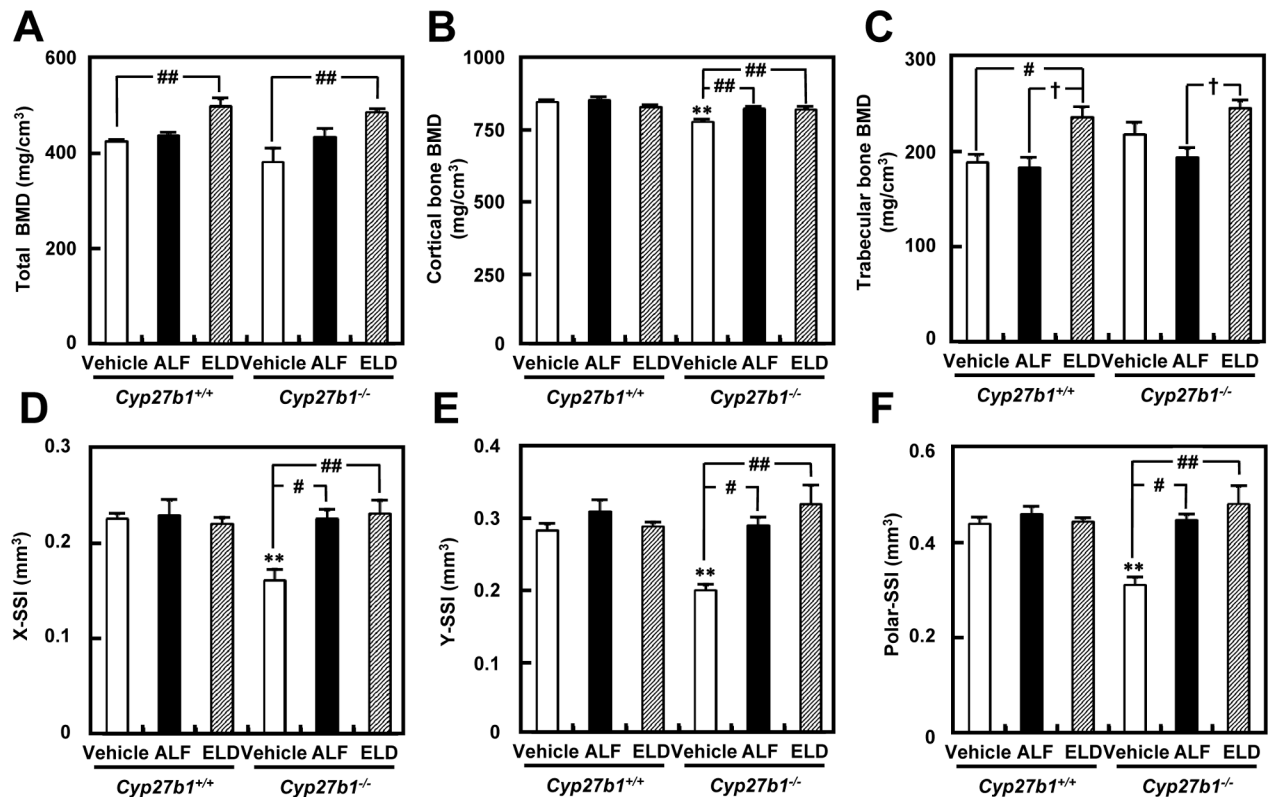 A
Total BMD (mg/cm³)
600
400
200
0
##
##
Vehicle ALF ELD Vehicle ALF ELD
Cyp27b1+/+ Cyp27b1-/-
B
Cortical bone BMD
(mg/cm³)
1000
750
500
250
0
##
##
**
Vehicle ALF ELD Vehicle ALF ELD
Cyp27b1+/+ Cyp27b1-/-
C
Trabecular bone BMD
(mg/cm³)
300
200
100
0
#
†
†
Vehicle ALF ELD Vehicle ALF ELD
Cyp27b1+/+ Cyp27b1-/-
D
X-SSI (mm³)
0.3
0.2
0.1
0
##
#
**
Vehicle ALF ELD Vehicle ALF ELD
Cyp27b1+/+ Cyp27b1-/-
E
Y-SSI (mm³)
0.4
0.3
0.2
0.1
0
##
#
**
Vehicle ALF ELD Vehicle ALF ELD
Cyp27b1+/+ Cyp27b1-/-
F
Polar-SSI (mm³)
0.6
0.4
0.2
0
##
#
**
Vehicle ALF ELD Vehicle ALF ELD
Cyp27b1+/+ Cyp27b1-/-